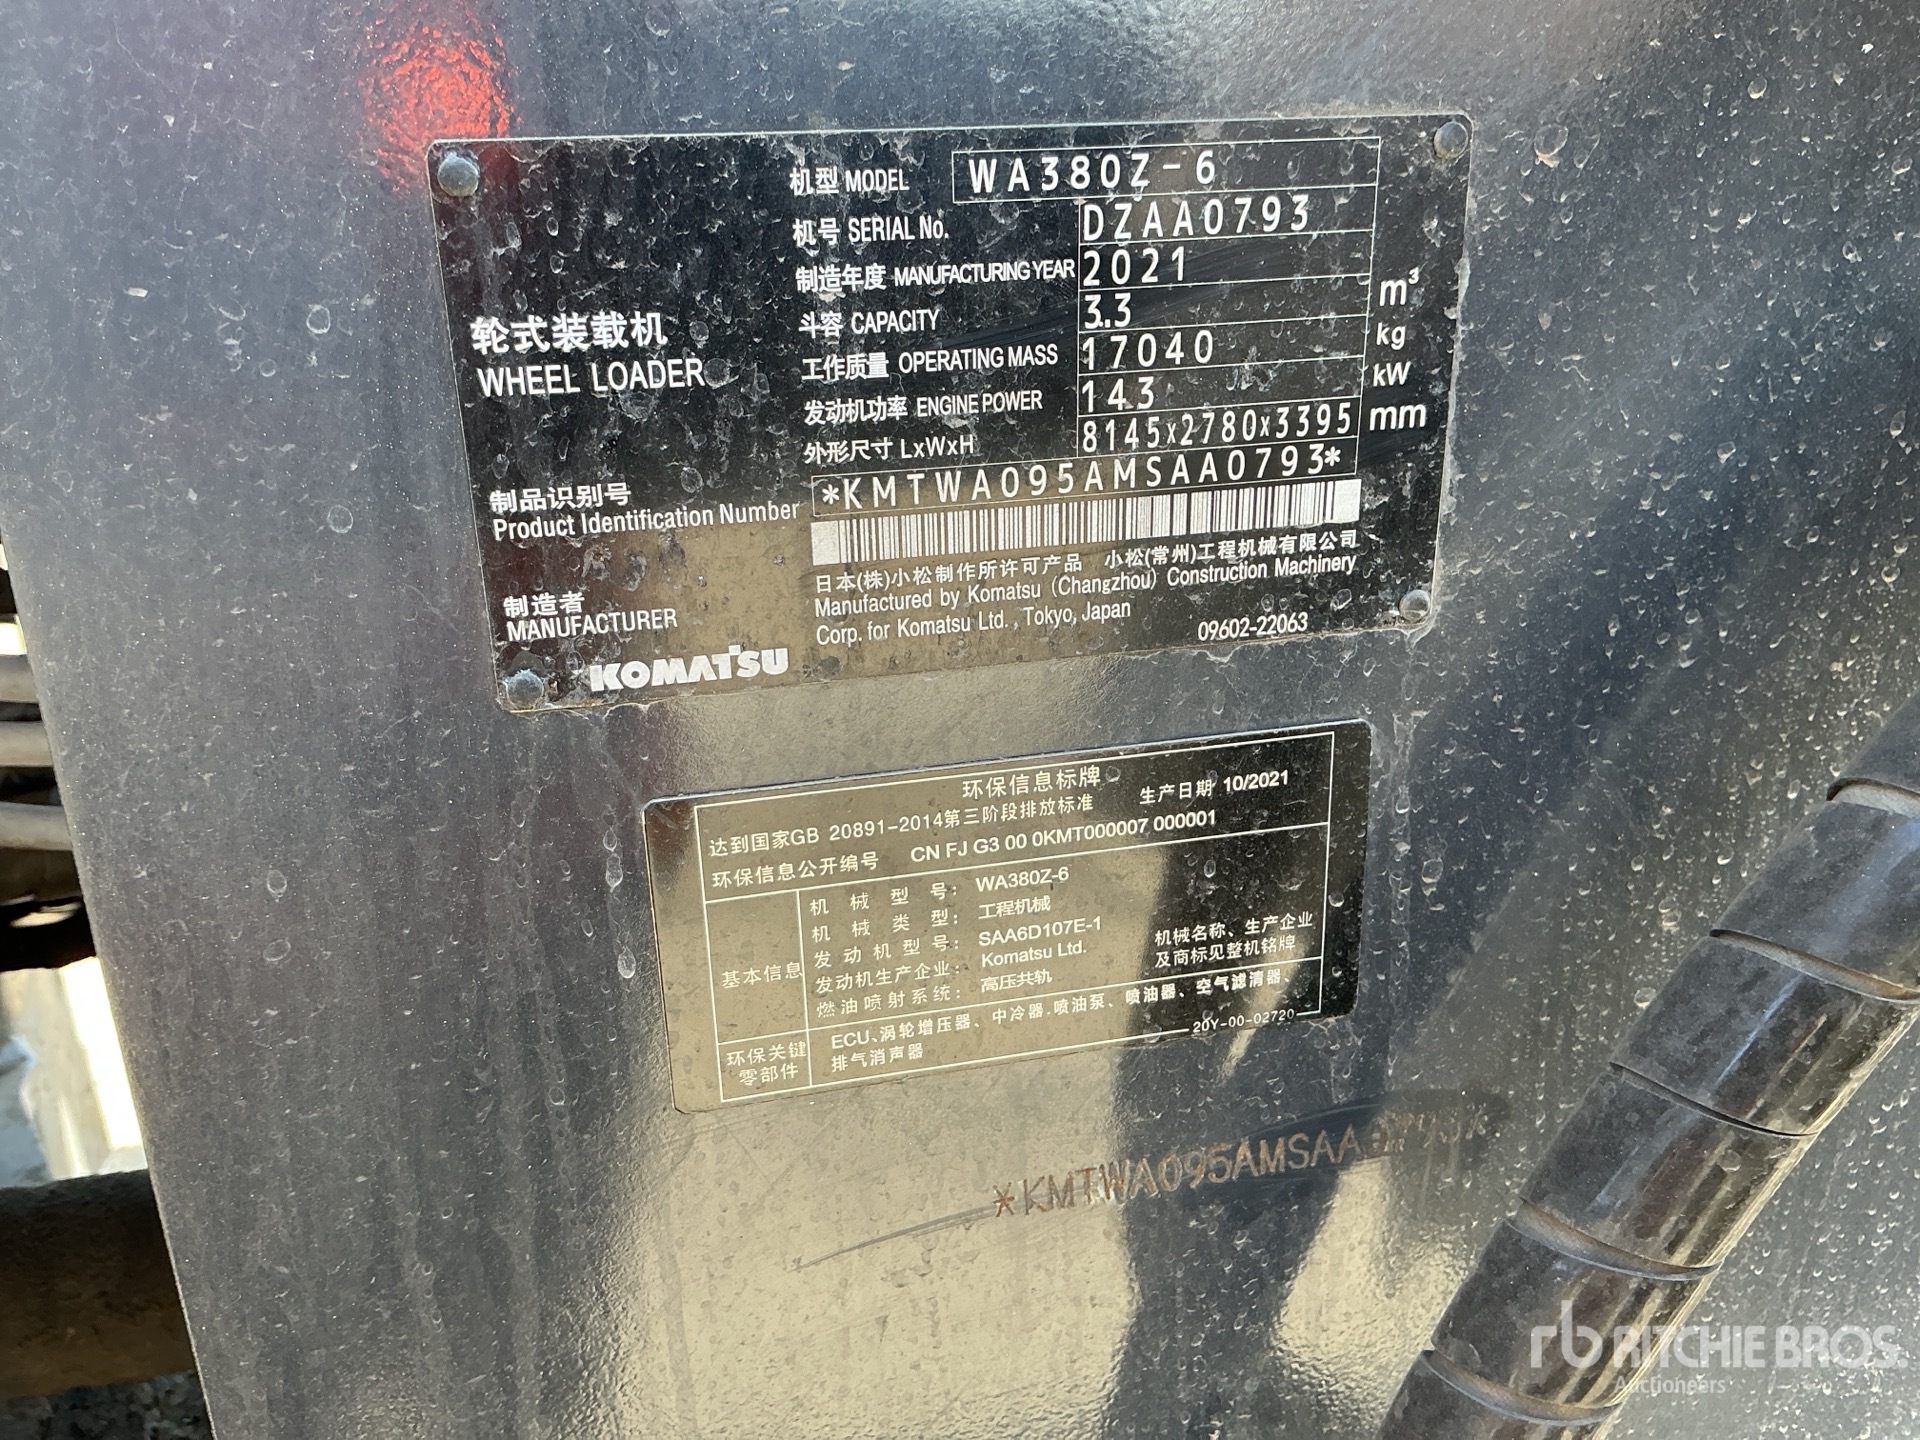 机型 MODEL WA380Z-6
机号 SERIAL No. DZAA0793
制造年度 MANUFACTURING YEAR 2021
斗容 CAPACITY 3.3 m³
工作质量 OPERATING MASS 17040 kg
发动机功率 ENGINE POWER 143 kW
外形尺寸 LxWxH 8145x2780x3395 mm
轮式装载机
WHEEL LOADER
制品识别号
Product Identification Number
*KMTWA095AMSAA0793*
制造者
MANUFACTURER
日本(株)小松制作所许可产品 小松(常州)工程机械有限公司
Manufactured by Komatsu (Changzhou) Construction Machinery
Corp. for Komatsu Ltd., Tokyo, Japan
09602-22063
KOMATSU
环保信息标牌
达到国家GB 20891-2014第三阶段排放标准 生产日期 10/2021
环保信息公开编号 CN FJ G3 00 0KMT000007 000001
基本信息
机械型号: WA380Z-6
机械类型: 工程机械
发动机型号: SAA6D107E-1
发动机生产企业: Komatsu Ltd.
燃油喷射系统: 高压共轨
机械名称、生产企业
及商标见整机铭牌
环保关键
零部件
ECU、涡轮增压器、中冷器.喷油泵、喷油器、空气滤清器、
排气消声器
20Y-00-02720
*KMTWA095AMSAA0793*
rb RITCHIE BROS.
Auctioneers